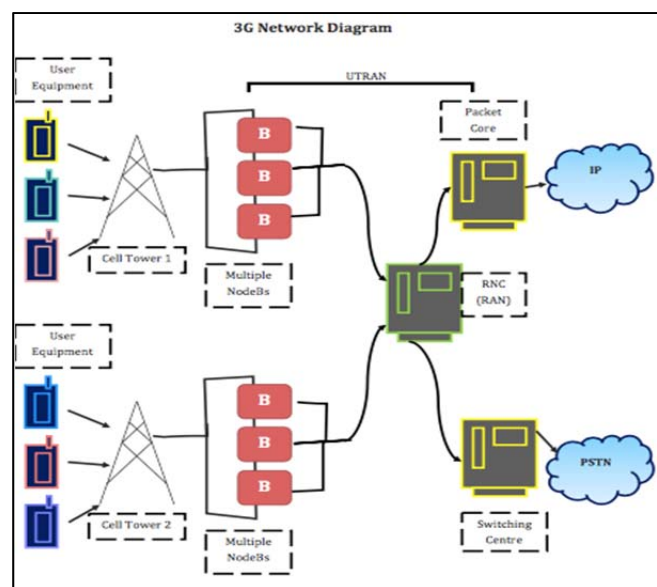 3G Network Diagram
User
Equipment
UTRAN
Packet
Core
B
B
B
IP
Cell Tower 1
Multiple
NodeBs
RNC
(RAN)
User
Equipment
B
B
B
PSTN
Cell Tower 2
Multiple
NodeBs
Switching
Centre